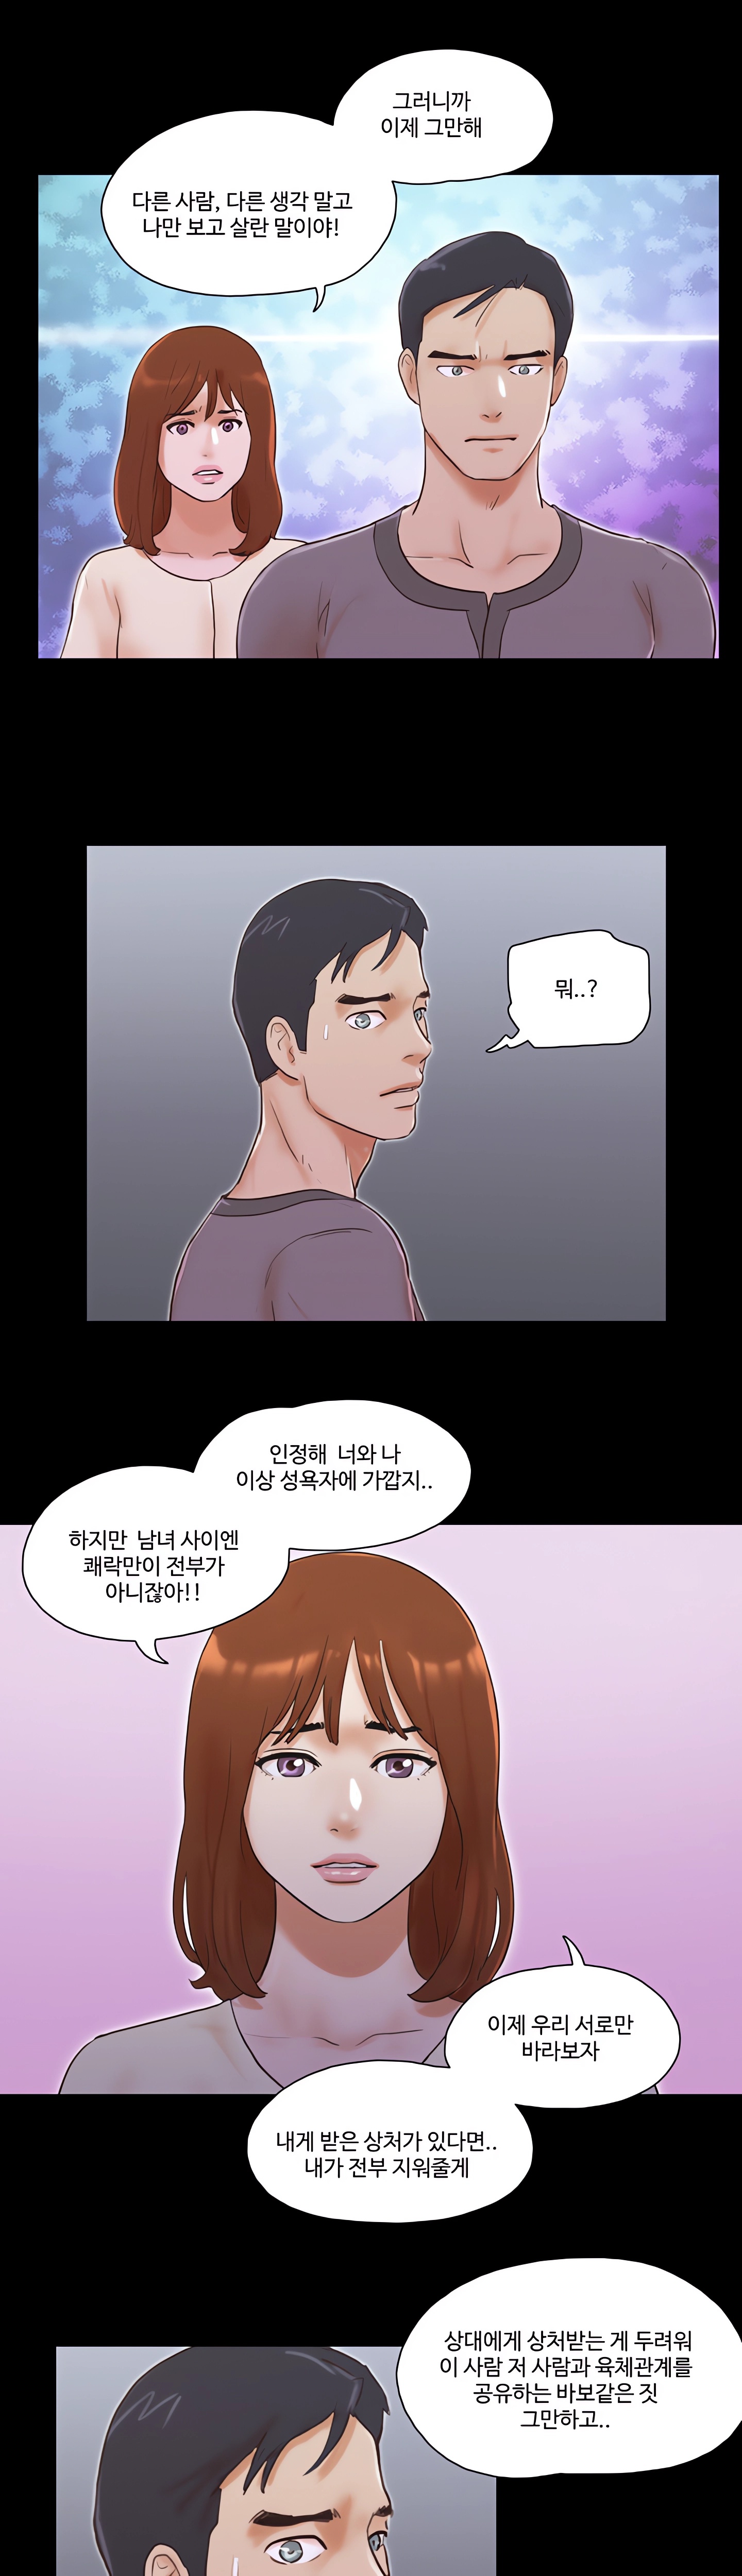 그러니까
이제 그만해
다른 사람, 다른 생각 말고
나만 보고 살란 말이야!
뭐..?
인정해 너와 나
이상 성욕자에 가깝지..
하지만 남녀 사이엔
쾌락만이 전부가
아니잖아!!
이제 우리 서로만
바라보자
내게 받은 상처가 있다면..
내가 전부 지워줄게
상대에게 상처받는 게 두려워
이 사람 저 사람과 육체관계를
공유하는 바보같은 짓
그만하고..